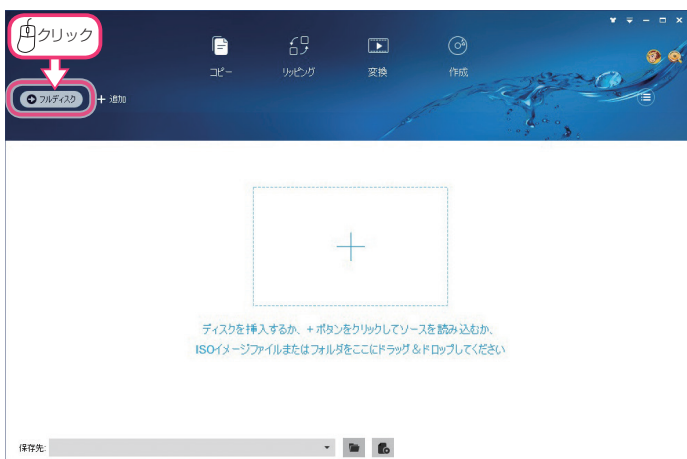 クリック
コピー
リッピング
変換
作成
フルディスク
追加
ディスクを挿入するか、+ボタンをクリックしてソースを読み込むか、
ISOイメージファイルまたはフォルダをここにドラッグ&ドロップしてください
保存先: